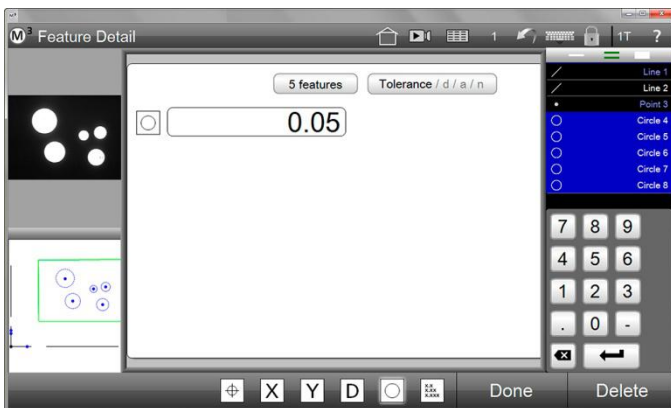 M³ Feature Detail
1
1T
?
5 features
Tolerance / d / a / n
0.05
Line 1
Line 2
Point 3
Circle 4
Circle 5
Circle 6
Circle 7
Circle 8
7 8 9
4 5 6
1 2 3
. 0 -
X Y D
x.x
x.xx
x.xxx
Done
Delete